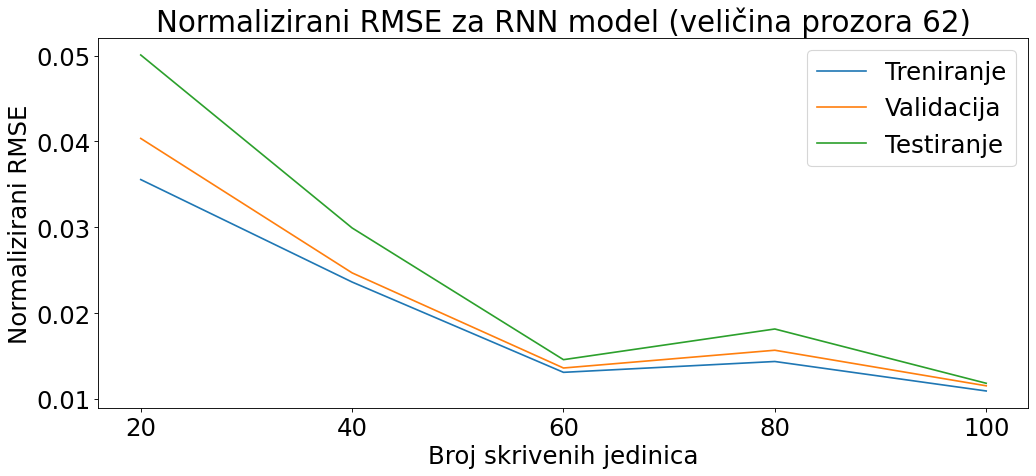 Normalizirani RMSE za RNN model (veličina prozora 62)
Treniranje
Validacija
Testiranje
Normalizirani RMSE
0.05
0.04
0.03
0.02
0.01
20 40 60 80 100
Broj skrivenih jedinica